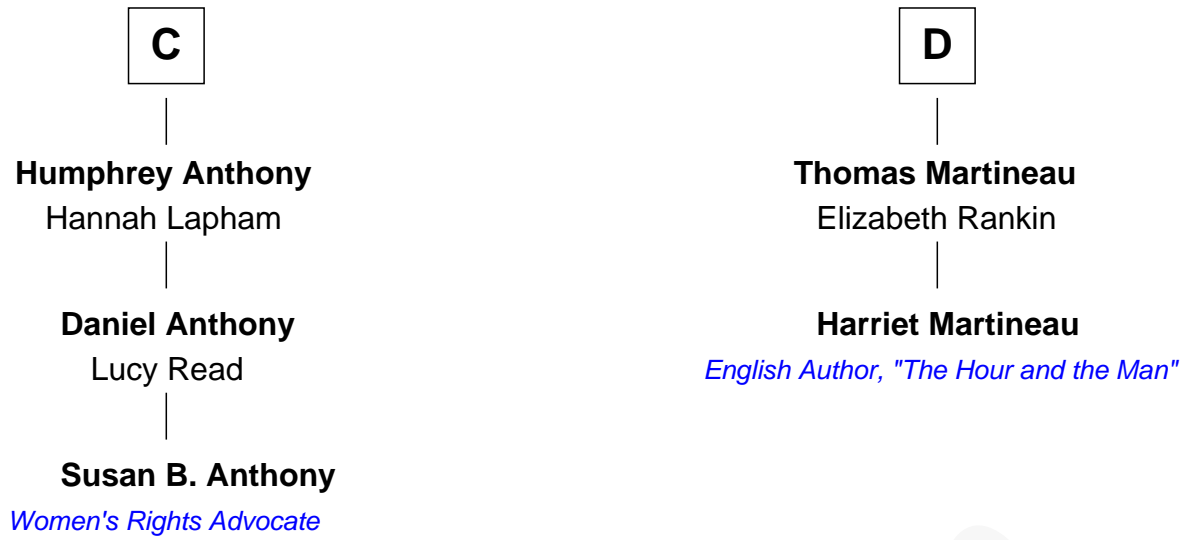 C
Humphrey Anthony
Hannah Lapham
Daniel Anthony
Lucy Read
Susan B. Anthony
Women's Rights Advocate
D
Thomas Martineau
Elizabeth Rankin
Harriet Martineau
English Author, "The Hour and the Man"